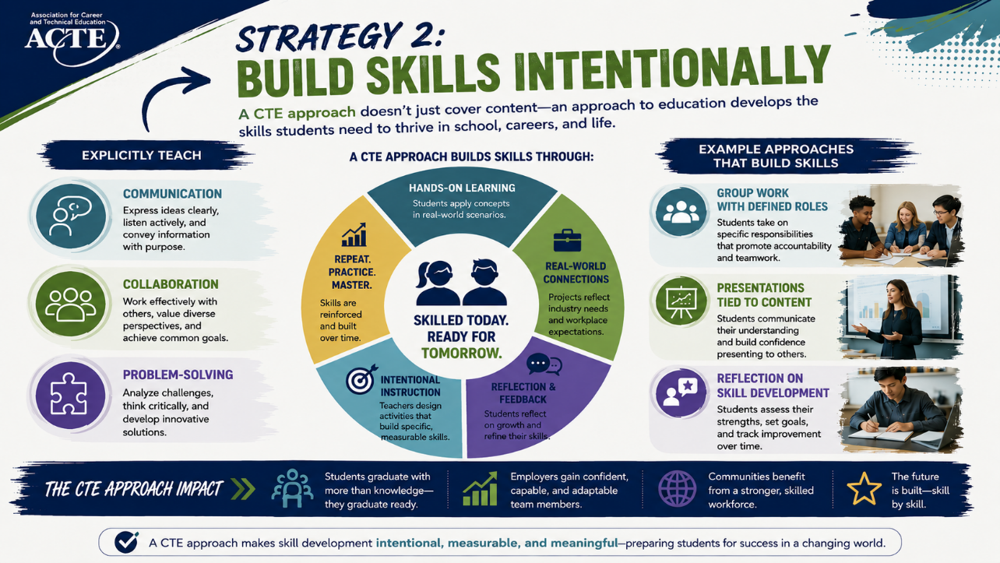 Association for Career
and Technical Education
ACTE®
STRATEGY 2:
BUILD SKILLS INTENTIONALLY
A CTE approach doesn't just cover content—an approach to education develops the
skills students need to thrive in school, careers, and life.
EXPLICITLY TEACH
COMMUNICATION
Express ideas clearly,
listen actively, and
convey information
with purpose.
COLLABORATION
Work effectively with
others, value diverse
perspectives, and
achieve common goals.
PROBLEM-SOLVING
Analyze challenges,
think critically, and
develop innovative
solutions.
A CTE APPROACH BUILDS SKILLS THROUGH:
HANDS-ON LEARNING
Students apply concepts
in real-world scenarios.
REAL-WORLD
CONNECTIONS
Projects reflect
industry needs
and workplace
expectations.
REFLECTION &
FEEDBACK
Students reflect
on growth and
refine their skills.
INTENTIONAL
INSTRUCTION
Teachers design
activities that
build specific,
measurable skills.
REPEAT.
PRACTICE.
MASTER.
Skills are
reinforced
and built
over time.
SKILLED TODAY.
READY FOR
TOMORROW.
EXAMPLE APPROACHES
THAT BUILD SKILLS
GROUP WORK
WITH DEFINED ROLES
Students take on
specific responsibilities
that promote accountability
and teamwork.
PRESENTATIONS
TIED TO CONTENT
Students communicate
their understanding
and build confidence
presenting to others.
REFLECTION ON
SKILL DEVELOPMENT
Students assess their
strengths, set goals,
and track improvement
over time.
THE CTE APPROACH IMPACT
Students graduate with
more than knowledge—
they graduate ready.
Employers gain confident,
capable, and adaptable
team members.
Communities benefit
from a stronger, skilled
workforce.
The future
is built—skill
by skill.
A CTE approach makes skill development intentional, measurable, and meaningful—preparing students for success in a changing world.